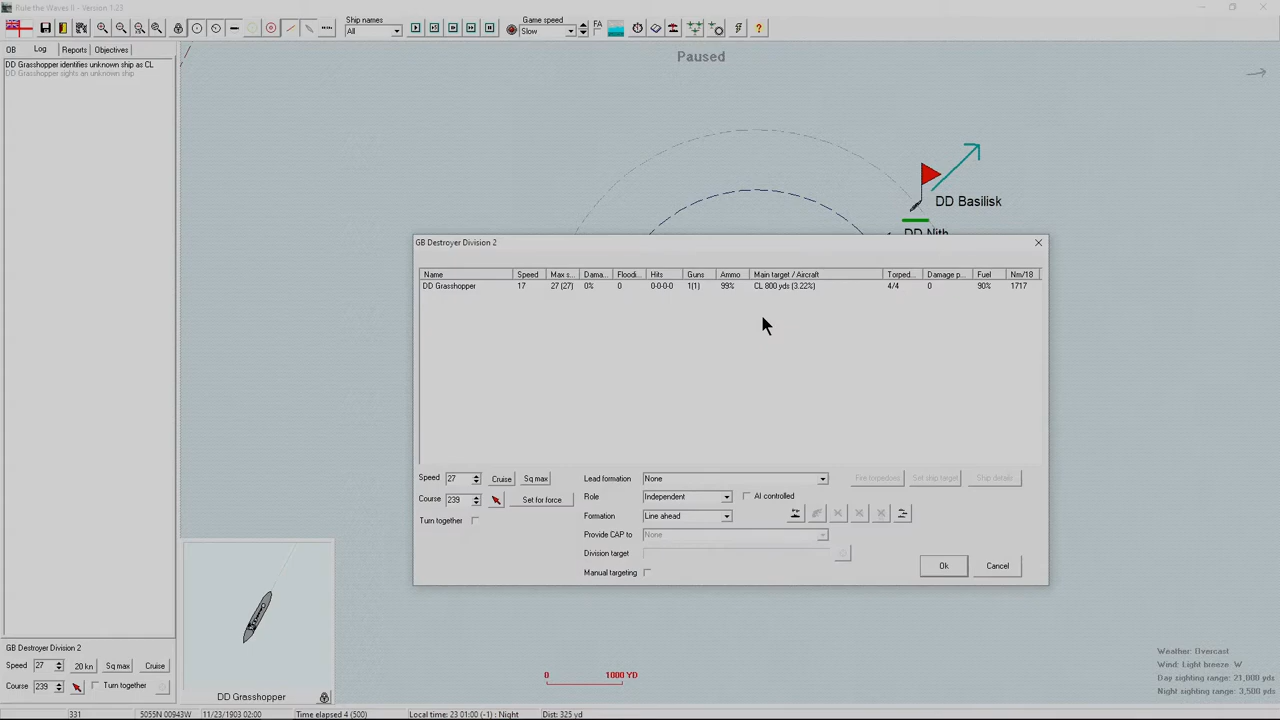 Rule the Waves II - Version 1.23
Ship names
All
Game speed
Slow
FA
OB Log Reports Objectives
DD Grasshopper identifies unknown ship as CL
DD Grasshopper sights an unknown ship
Paused
DD Basilisk
DD Nith
GB Destroyer Division 2
Name Speed Max s... Dama... Floodi... Hits Guns Ammo Main target / Aircraft Torped... Damage p... Fuel Nm/18
DD Grasshopper 17 27 (27) 0% 0 0-0-0-0 1(1) 99% CL 800 yds (3.22%) 4/4 0 90% 1717
Speed 27 Cruise Sq max
Course 239 Set for force
Turn together
Lead formation None
Role Independent AI controlled
Formation Line ahead
Provide CAP to None
Division target
Manual targeting
Fire torpedoes Set ship target Ship details
Ok Cancel
GB Destroyer Division 2
Speed 27 20 kn Sq max Cruise
Course 239 Turn together
DD Grasshopper
0 1000 YD
Weather: Overcast
Wind: Light breeze W
Day sighting range: 21,000 yds
Night sighting range: 3,500 yds
331 5055N 00943W 11/23/1903 02:00 Time elapsed 4 (500) Local time: 23 01:00 (-1) : Night Dist: 325 yd